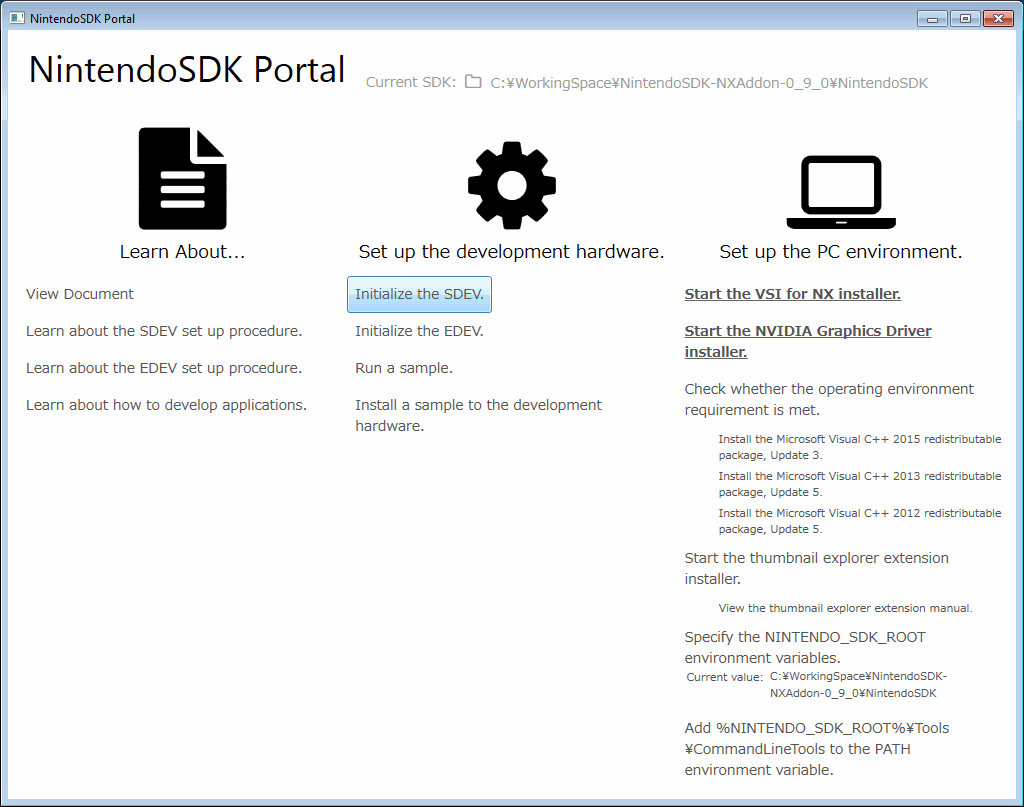 NintendoSDK Portal
NintendoSDK Portal
Current SDK: C:¥WorkingSpace¥NintendoSDK-NXAddon-0_9_0¥NintendoSDK
Learn About...
View Document
Learn about the SDEV set up procedure.
Learn about the EDEV set up procedure.
Learn about how to develop applications.
Set up the development hardware.
Initialize the SDEV.
Initialize the EDEV.
Run a sample.
Install a sample to the development
hardware.
Set up the PC environment.
Start the VSI for NX installer.
Start the NVIDIA Graphics Driver
installer.
Check whether the operating environment
requirement is met.
Install the Microsoft Visual C++ 2015 redistributable
package, Update 3.
Install the Microsoft Visual C++ 2013 redistributable
package, Update 5.
Install the Microsoft Visual C++ 2012 redistributable
package, Update 5.
Start the thumbnail explorer extension
installer.
View the thumbnail explorer extension manual.
Specify the NINTENDO_SDK_ROOT
environment variables.
Current value: C:¥WorkingSpace¥NintendoSDK-
NXAddon-0_9_0¥NintendoSDK
Add %NINTENDO_SDK_ROOT%¥Tools
¥CommandLineTools to the PATH
environment variable.